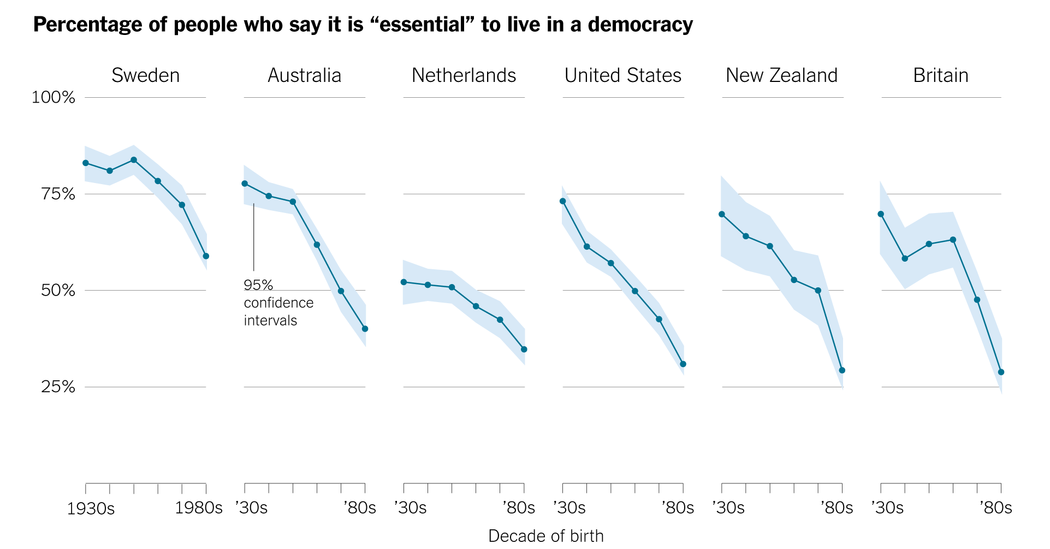 Percentage of people who say it is “essential” to live in a democracy
Sweden
Australia
Netherlands
United States
New Zealand
Britain
100%
75%
50%
25%
95%
confidence
intervals
1930s
1980s
’30s
’80s
’30s
’80s
’30s
’80s
’30s
’80s
’30s
’80s
Decade of birth